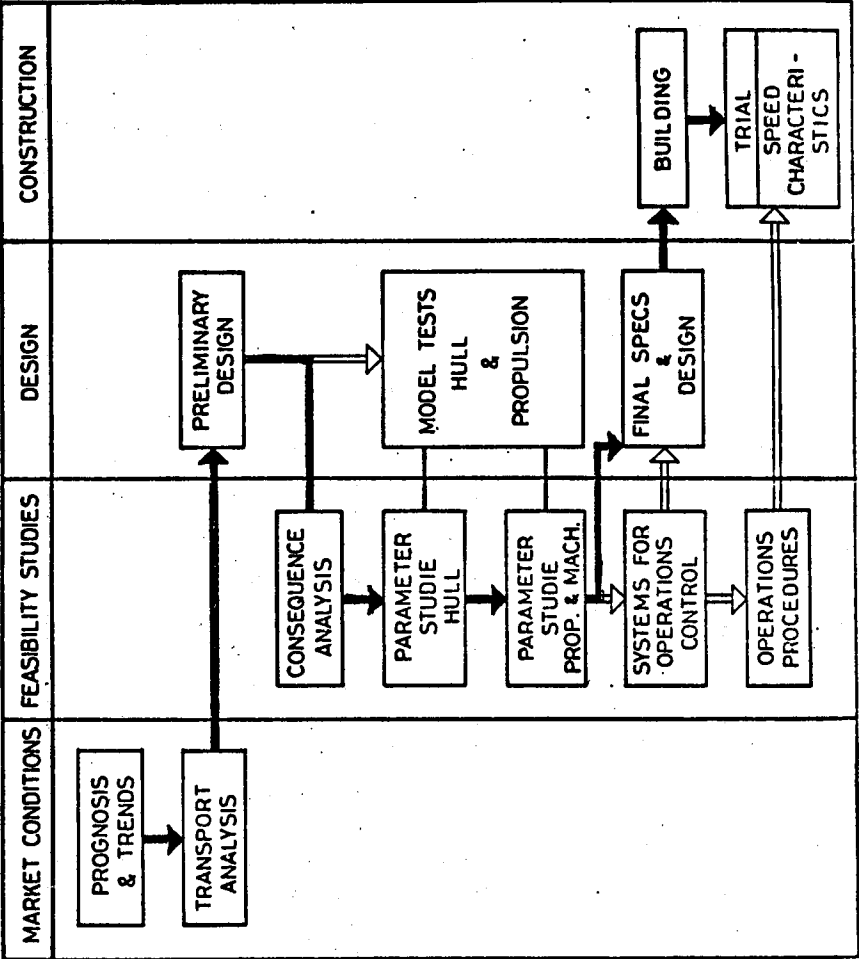 MARKET CONDITIONS
FEASIBILITY STUDIES
DESIGN
CONSTRUCTION
PROGNOSIS
& TRENDS
TRANSPORT
ANALYSIS
PRELIMINARY
DESIGN
CONSEQUENCE
ANALYSIS
PARAMETER
STUDIE
HULL
MODEL TESTS
HULL
&
PROPULSION
PARAMETER
STUDIE
PROP. & MACH.
SYSTEMS FOR
OPERATIONS
CONTROL
FINAL SPECS
&
DESIGN
BUILDING
OPERATIONS
PROCEDURES
TRIAL
SPEED
CHARACTERI-
STICS